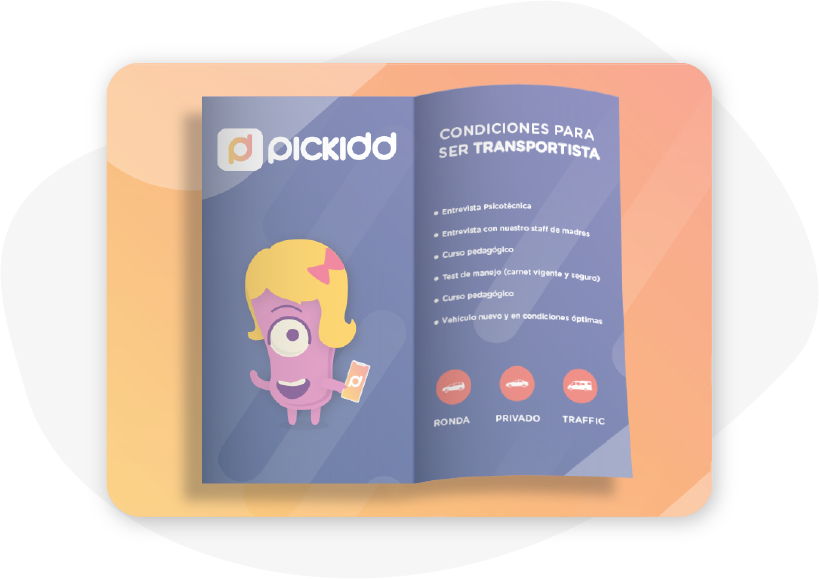 pickidd
CONDICIONES PARA
SER TRANSPORTISTA
Entrevista Psicotécnica
Entrevista con nuestro staff de madres
Curso pedagógico
Test de manejo (carnet vigente y seguro)
Curso pedagógico
Vehículo nuevo y en condiciones óptimas
RONDA
PRIVADO
TRAFFIC